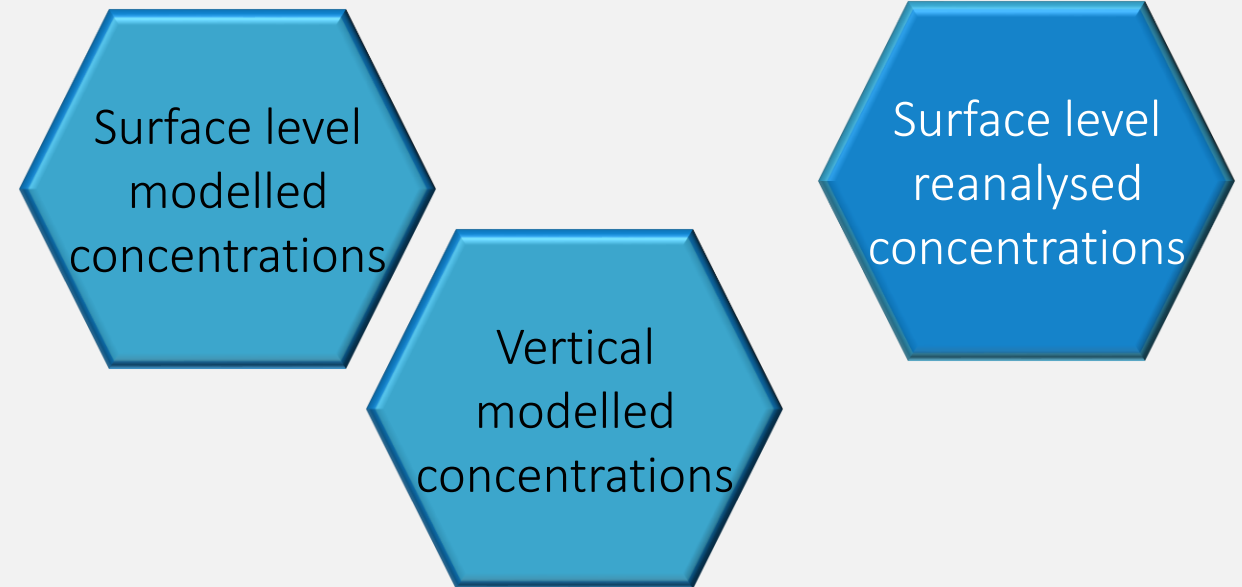 Surface level
modelled
concentrations
Vertical
modelled
concentrations
Surface level
reanalysed
concentrations